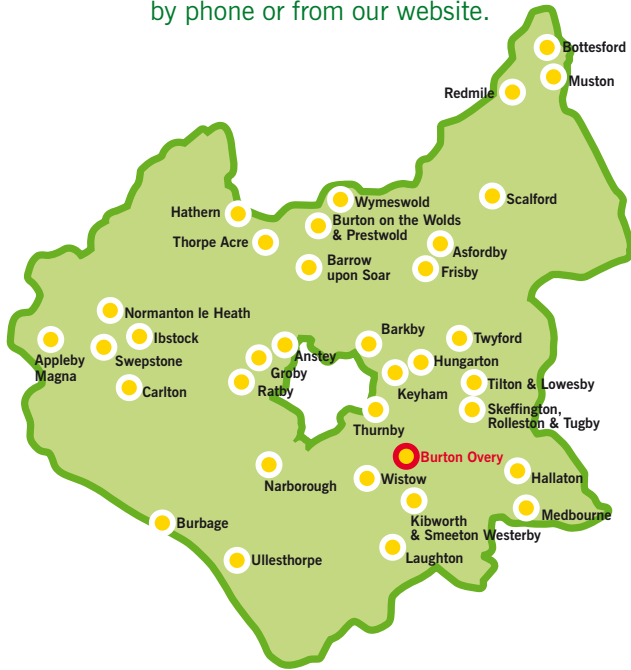 by phone or from our website.
Bottesford
Muston
Redmile
Scalford
Wymeswold
Hathern
Burton on the Wolds
& Prestwold
Thorpe Acre
Asfordby
Barrow
upon Soar
Frisby
Normanton le Heath
Ibstock
Swepstone
Appleby
Magna
Carlton
Anstey
Groby
Ratby
Barkby
Twyford
Hungarton
Keyham
Tilton & Lowesby
Skeffington,
Rolleston & Tugby
Thurnby
Burton Overy
Narborough
Wistow
Hallaton
Kibworth
& Smeeton Westerby
Medbourne
Burbage
Laughton
Ullesthorpe